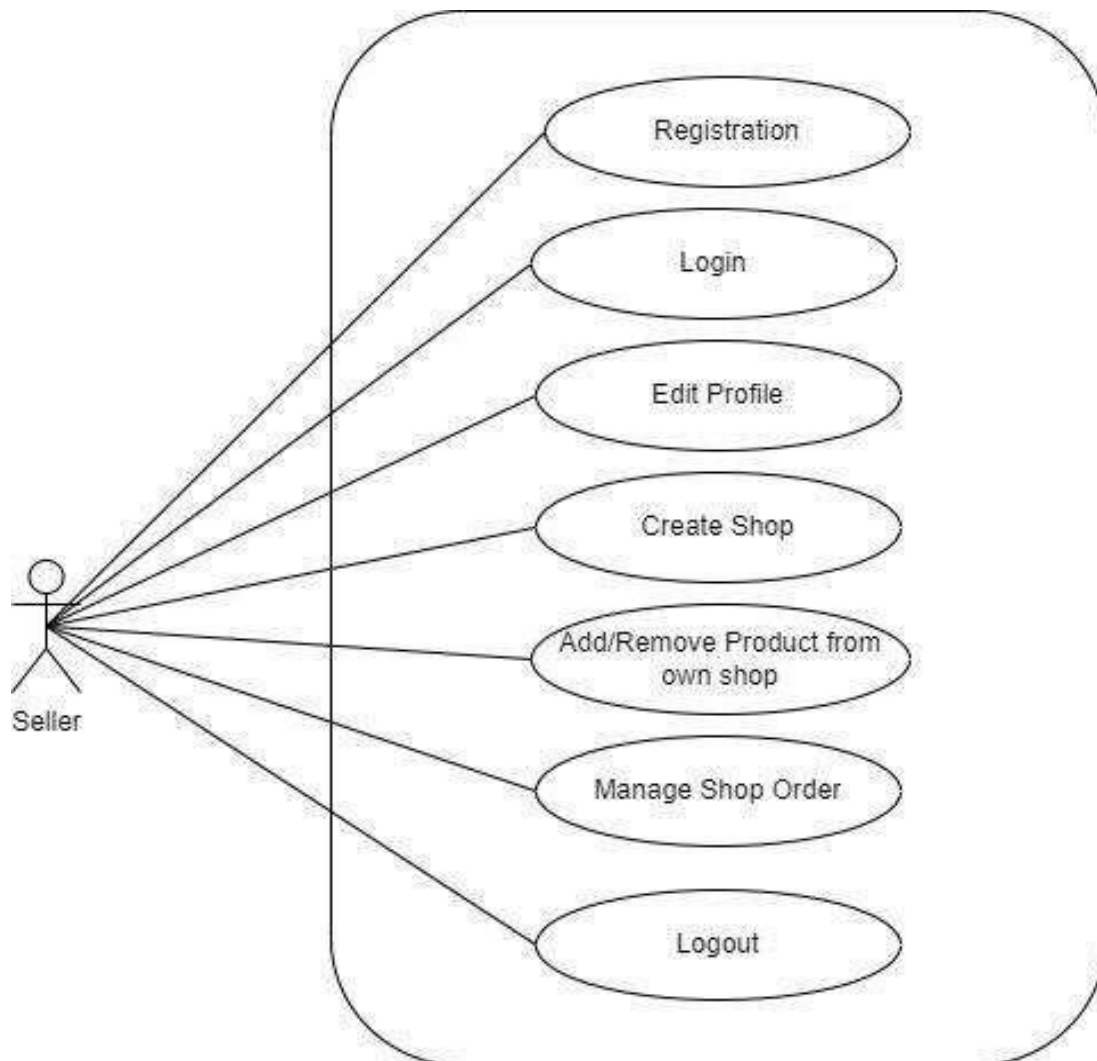 Registration
Login
Edit Profile
Create Shop
Add/Remove Product from
own shop
Manage Shop Order
Logout
Seller